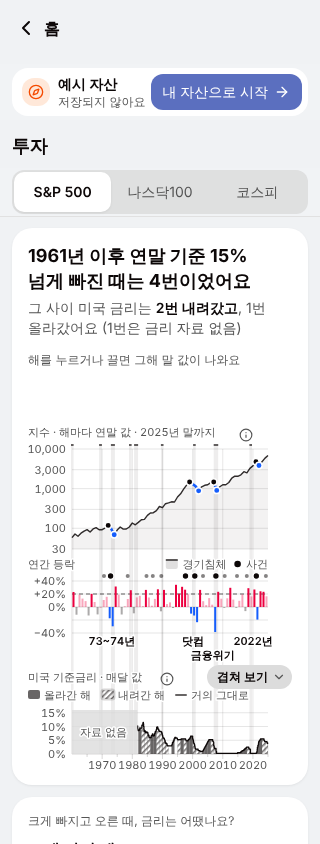 홈
예시 자산
저장되지 않아요
내 자산으로 시작
투자
S&P 500
나스닥100
코스피
1961년 이후 연말 기준 15%
넘게 빠진 때는 4번이었어요
그 사이 미국 금리는 2번 내려갔고, 1번
올라갔어요 (1번은 금리 자료 없음)
해를 누르거나 끌면 그해 말 값이 나와요
지수 · 해마다 연말 값 · 2025년 말까지
10,000
3,000
1,000
300
100
30
연간 등락
경기침체
사건
+40%
+20%
0%
−40%
73~74년
닷컴
2022년
금융위기
겹쳐 보기
미국 기준금리 · 매달 값
올라간 해
내려간 해
거의 그대로
15%
10%
5%
0%
자료 없음
1970 1980 1990 2000 2010 2020
크게 빠지고 오른 때, 금리는 어땠나요?